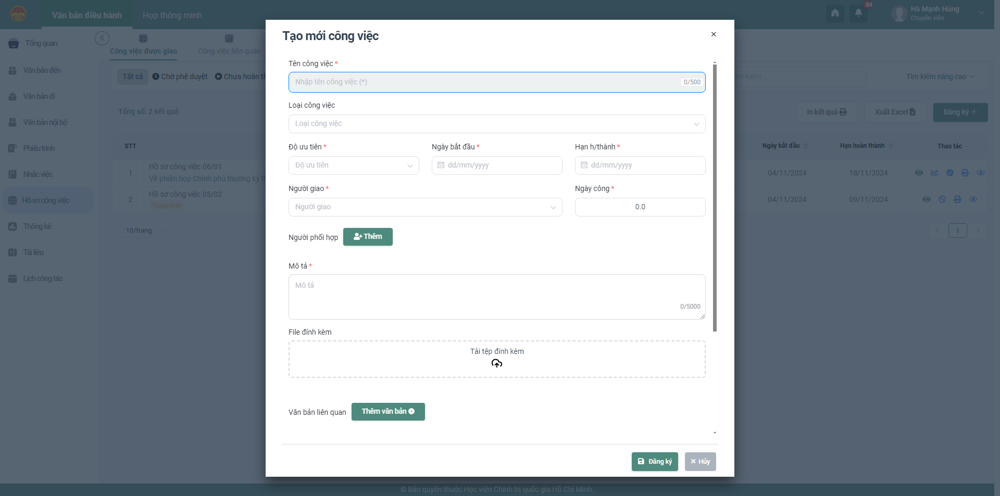 Văn bản điều hành
Họp thông minh
44
Hà Mạnh Hùng
Chuyên viên
Tổng quan
Văn bản đến
Văn bản đi
Văn bản nội bộ
Phiếu trình
Nhắc việc
Hồ sơ công việc
Thống kê
Tài liệu
Lịch công tác
Công việc được giao
Công việc liên quan
Tất cả
Chờ phê duyệt
Chưa hoàn th
kiếm .....
Tìm kiếm nâng cao
Tổng số: 2 kết quả
In kết quả
Xuất Excel
Đăng ký
STT
Ngày bắt đầu
Hạn hoàn thành
Thao tác
1
Hồ sơ công việc 06/01
Về phiên họp Chính phủ thường kỳ th
04/11/2024
18/11/2024
2
Hồ sơ công việc 05/02
Trung bình
04/11/2024
09/11/2024
10/trang
1
Tạo mới công việc
Tên công việc *
Nhập tên công việc (*)
0/500
Loại công việc
Loại công việc
Độ ưu tiên *
Ngày bắt đầu *
Hạn h/thành *
Độ ưu tiên
dd/mm/yyyy
dd/mm/yyyy
Người giao *
Ngày công *
Người giao
0.0
Người phối hợp
Thêm
Mô tả *
Mô tả
0/5000
File đính kèm
Tải tệp đính kèm
Văn bản liên quan
Thêm văn bản
Đăng ký
Hủy
© Bản quyền thuộc Học viện Chính trị quốc gia Hồ Chí Minh.